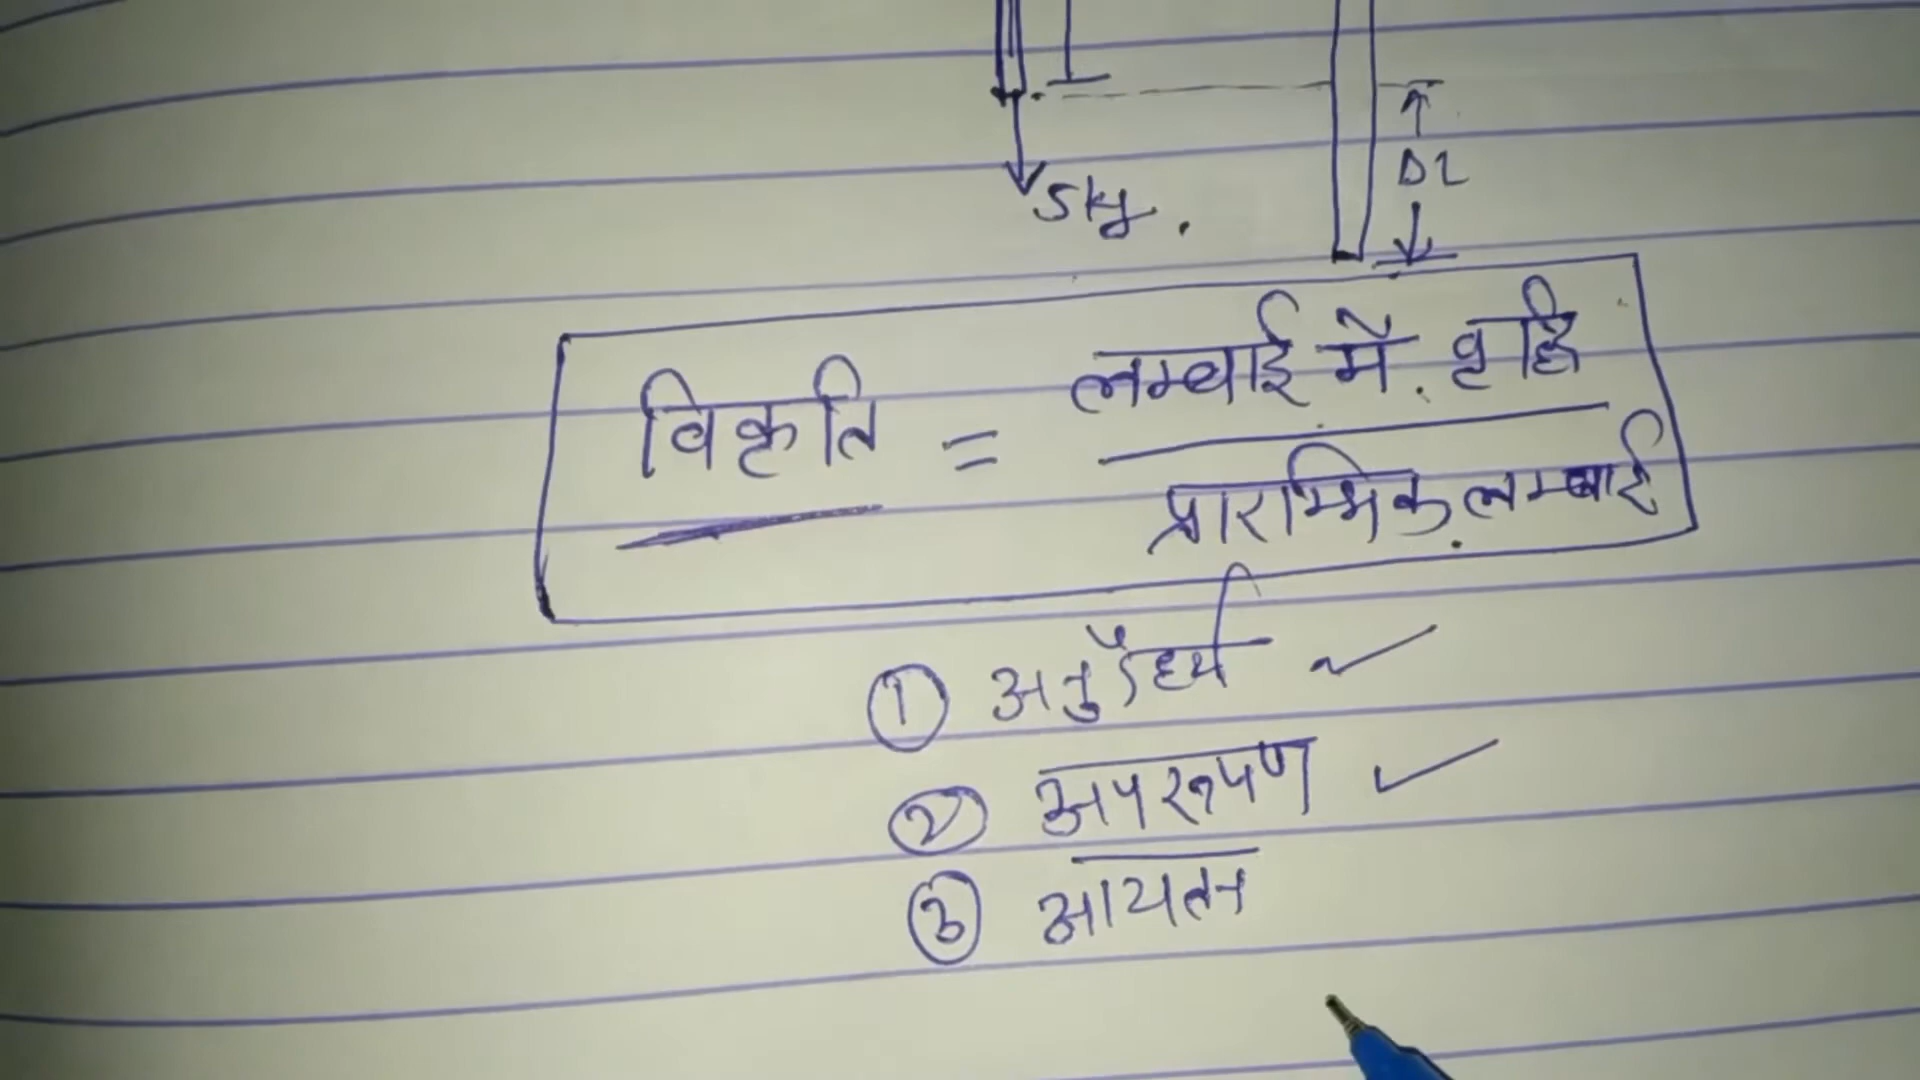 5kg.
Δl
विकृति = लम्बाई में वृद्धि
प्रारम्भिक लम्बाई
① अनुदैर्ध्य ✓
② अपरूपण ✓
③ आयतन